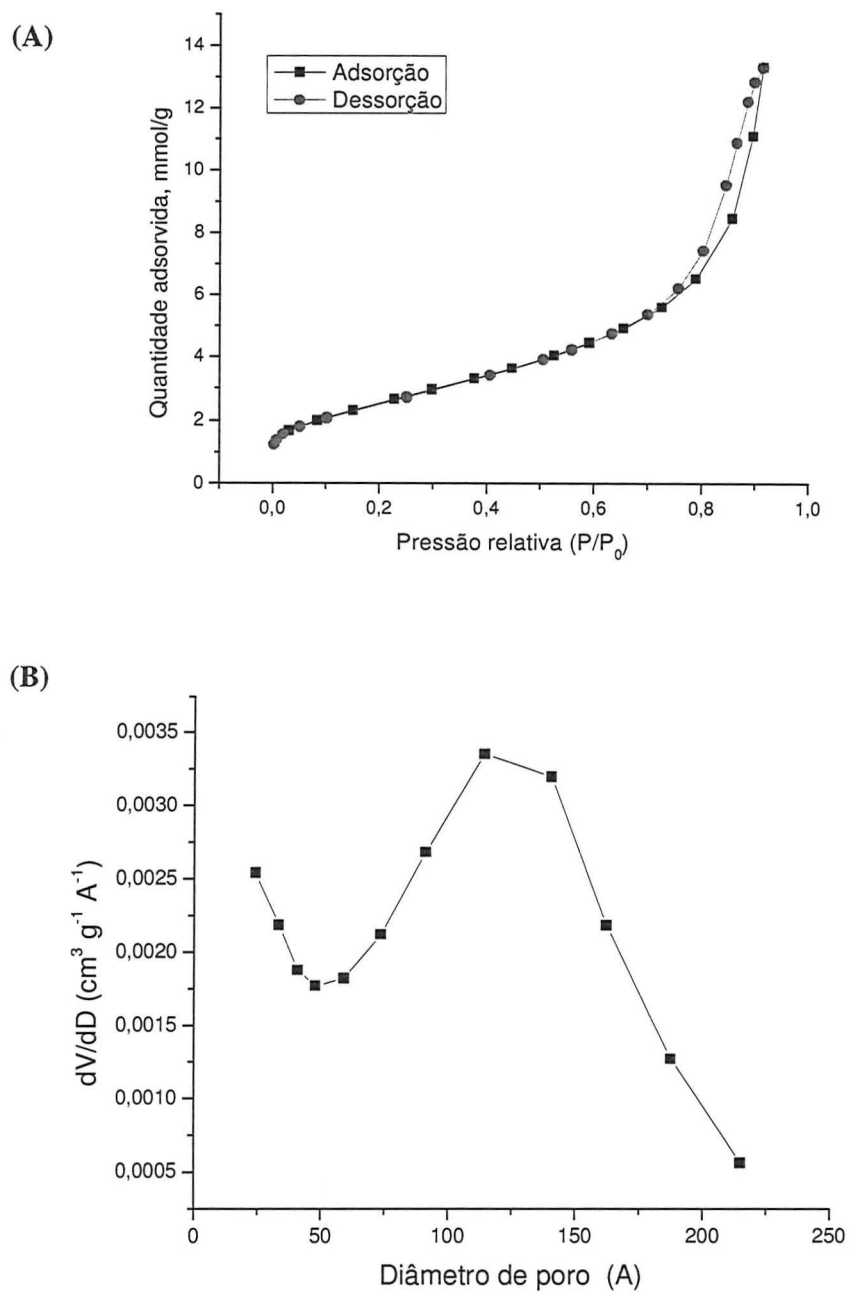 (A)
14
12
10
8
6
4
2
0
Quantidade adsorvida, mmol/g
Adsorção
Dessorção
0,0 0,2 0,4 0,6 0,8 1,0
Pressão relativa (P/P₀)
(B)
0,0035
0,0030
0,0025
0,0020
0,0015
0,0010
0,0005
dV/dD (cm³ g⁻¹ A⁻¹)
0 50 100 150 200 250
Diâmetro de poro (A)